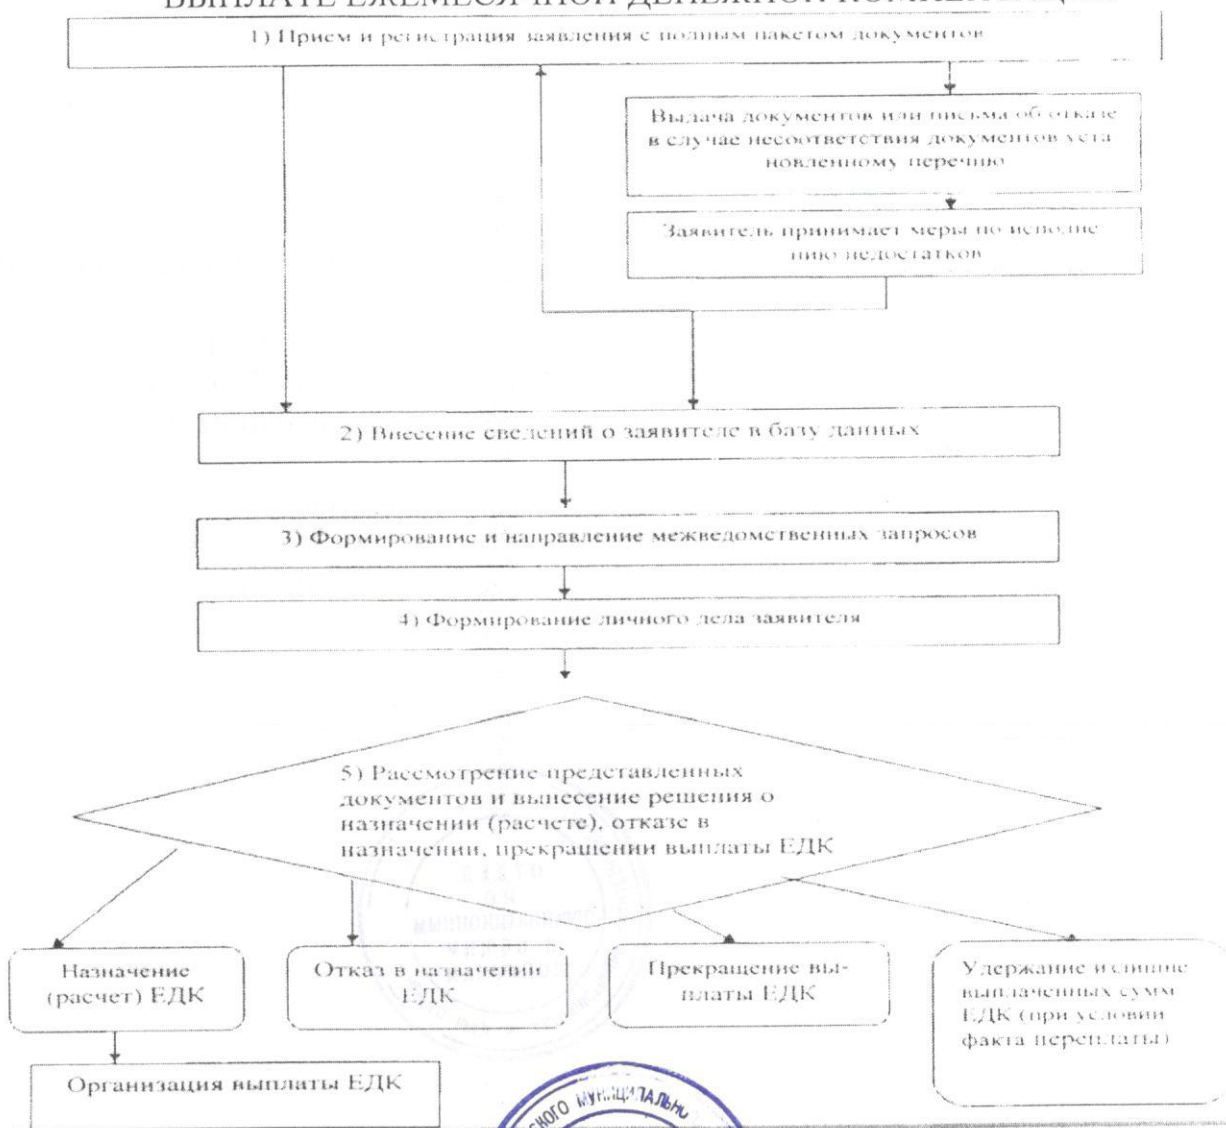 ВЫПЛАТЕ ЕЖЕМЕСЯЧНОЙ ДЕНЕЖНОЙ
1) Прием и регистрация заявления с полным пакетом документов
Выдача документов или письма об отказе
в случае несоответствия документов уста
новленному перечню
Заявитель принимает меры по исполне
нию недостатков
2) Внесение сведений о заявителе в базу данных
3) Формирование и направление межведомственных запросов
4) Формирование личного дела заявителя
5) Рассмотрение представленных
документов и вынесение решения о
назначении (расчете), отказе в
назначении, прекращении выплаты ЕДК
Назначение
(расчет) ЕДК
Отказ в назначении
ЕДК
Прекращение вы-
платы ЕДК
Удержание излишне
выплаченных сумм
ЕДК (при условии
факта переплаты)
Организация выплаты ЕДК
СКОГО МУНИЦИПАЛЬНО